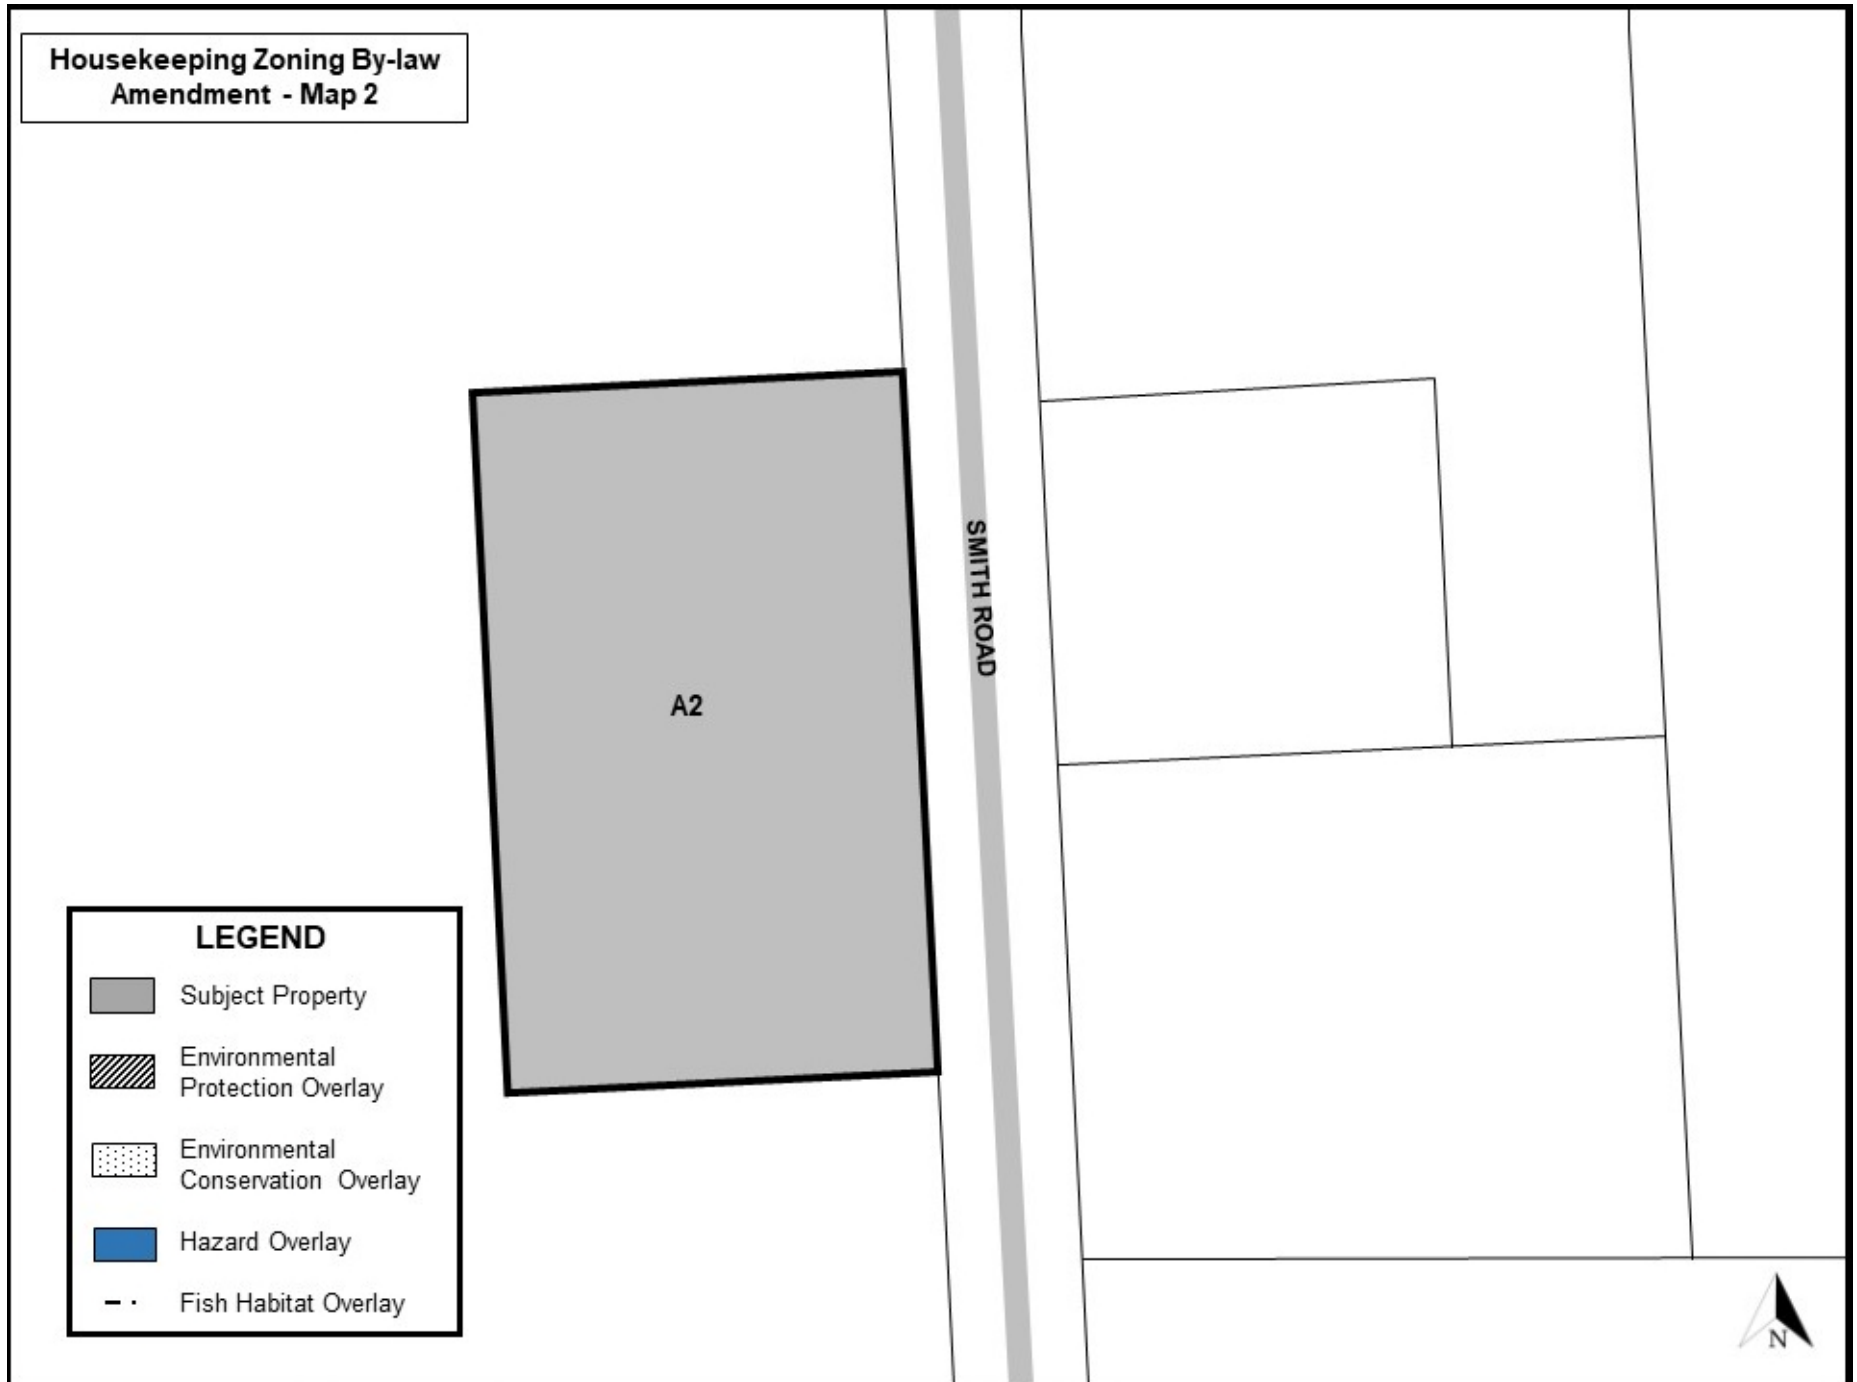 Housekeeping Zoning By-law
Amendment - Map 2
SMITH ROAD
A2
LEGEND
Subject Property
Environmental
Protection Overlay
Environmental
Conservation Overlay
Hazard Overlay
Fish Habitat Overlay
N